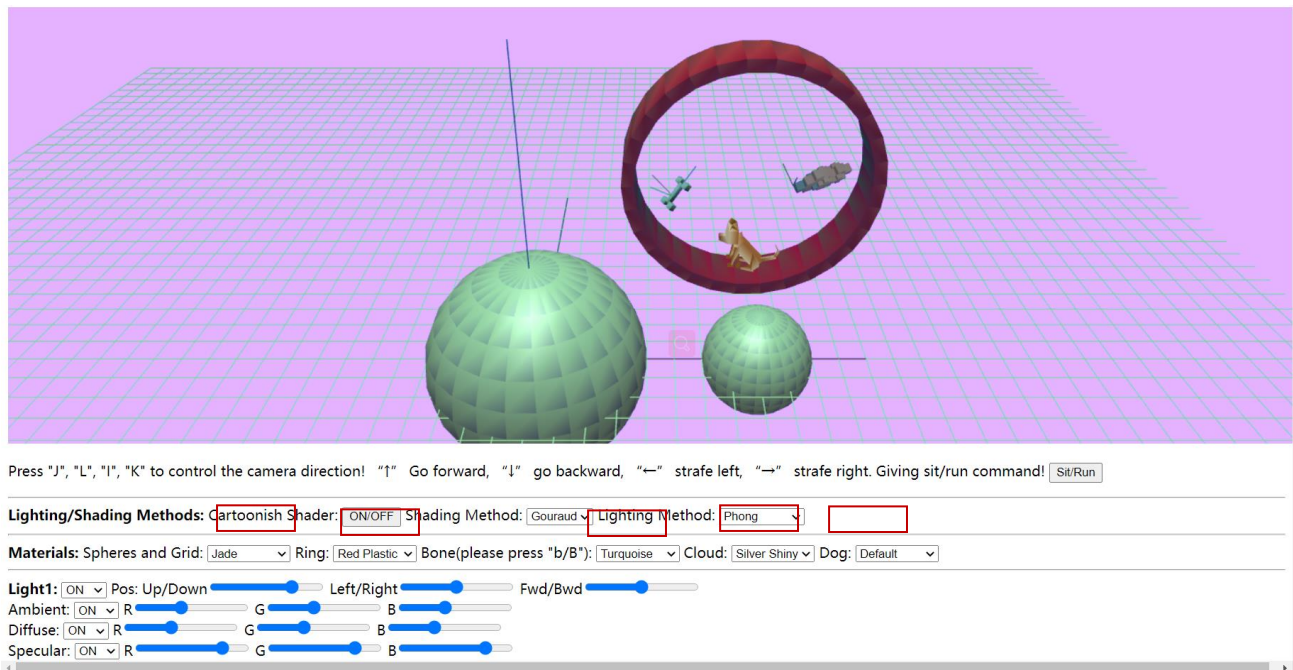 Press "J", "L", "I", "K" to control the camera direction! “↑” Go forward, “↓” go backward, “←” strafe left, “→” strafe right. Giving sit/run command! Sit/Run
Lighting/Shading Methods: Cartoonish Shader: ON/OFF Shading Method: Gouraud Lighting Method: Phong
Materials: Spheres and Grid: Jade Ring: Red Plastic Bone(please press "b/B"): Turquoise Cloud: Silver Shiny Dog: Default
Light1: ON Pos: Up/Down Left/Right Fwd/Bwd
Ambient: ON R G B
Diffuse: ON R G B
Specular: ON R G B